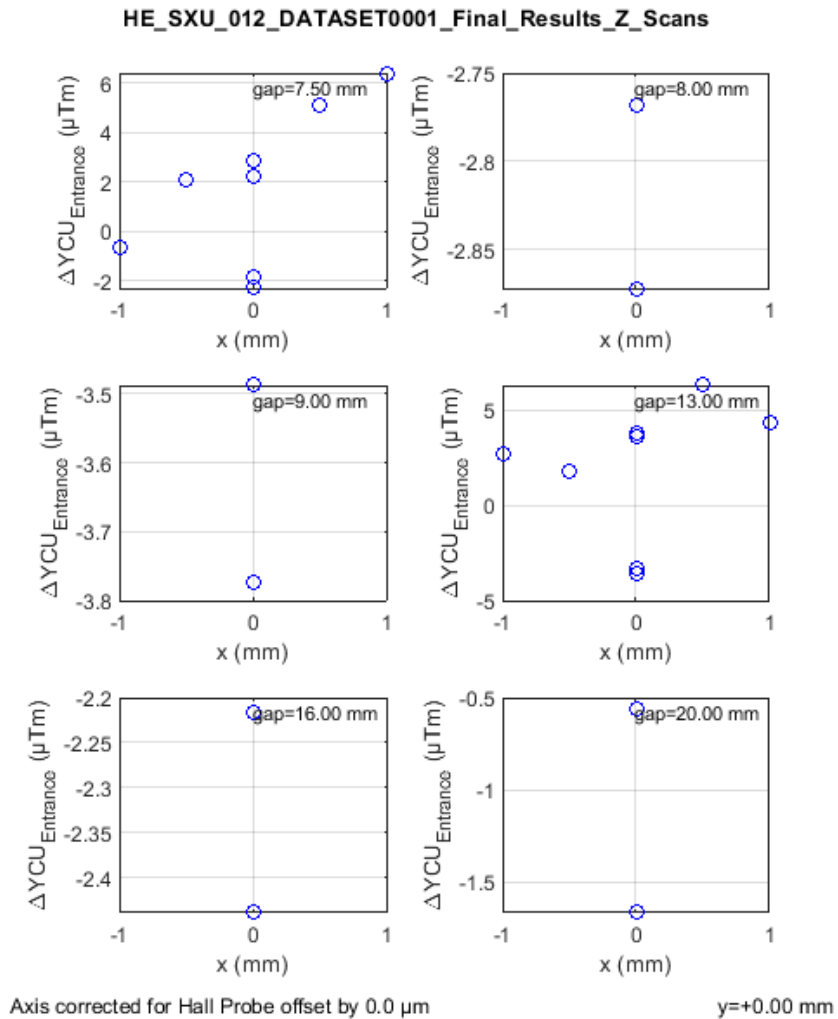 HE_SXU_012_DATASET0001_Final_Results_Z_Scans
gap=7.50 mm
6
4
2
0
-2
ΔYCU_Entrance (µTm)
-1 0 1
x (mm)
gap=8.00 mm
-2.75
-2.8
-2.85
ΔYCU_Entrance (µTm)
-1 0 1
x (mm)
gap=9.00 mm
-3.5
-3.6
-3.7
-3.8
ΔYCU_Entrance (µTm)
-1 0 1
x (mm)
gap=13.00 mm
5
0
-5
ΔYCU_Entrance (µTm)
-1 0 1
x (mm)
gap=16.00 mm
-2.2
-2.25
-2.3
-2.35
-2.4
ΔYCU_Entrance (µTm)
-1 0 1
x (mm)
gap=20.00 mm
-0.5
-1
-1.5
ΔYCU_Entrance (µTm)
-1 0 1
x (mm)
Axis corrected for Hall Probe offset by 0.0 µm
y=+0.00 mm